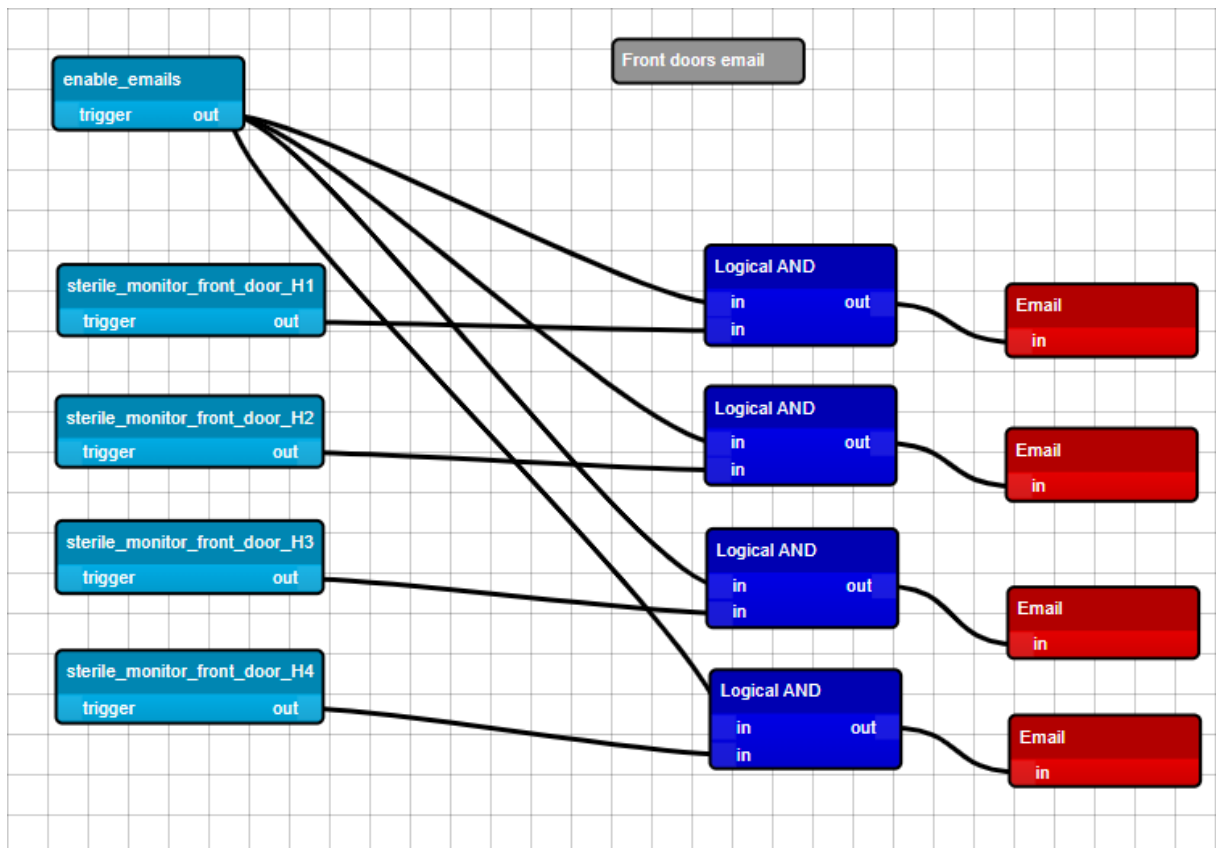 Front doors email
enable_emails
trigger out
sterile_monitor_front_door_H1
trigger out
Logical AND
in out
in
Email
in
sterile_monitor_front_door_H2
trigger out
Logical AND
in out
in
Email
in
sterile_monitor_front_door_H3
trigger out
Logical AND
in out
in
Email
in
sterile_monitor_front_door_H4
trigger out
Logical AND
in out
in
Email
in